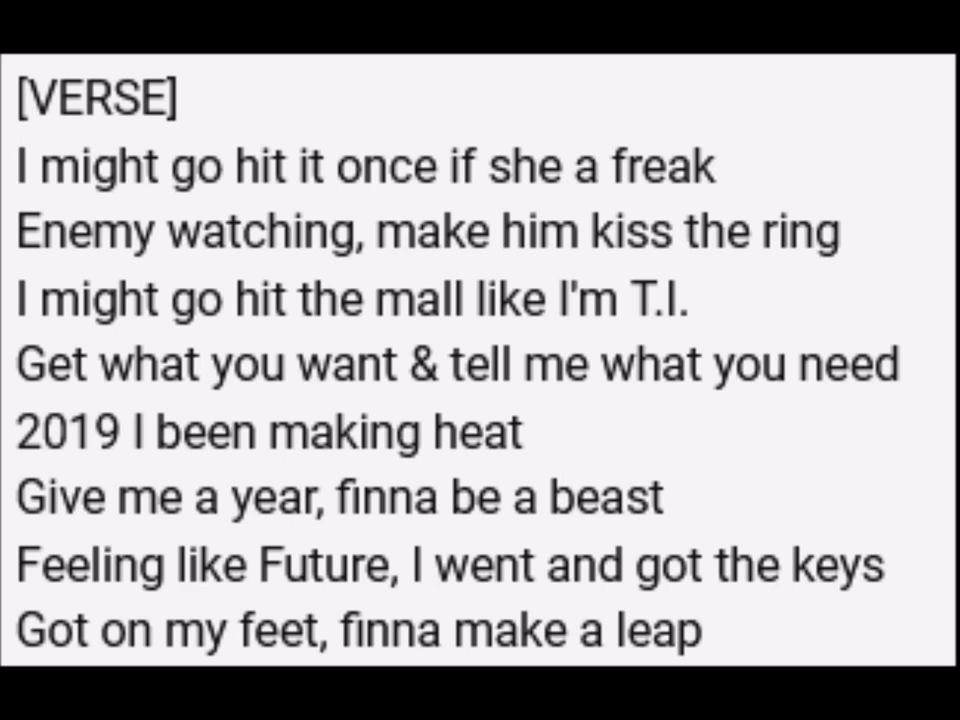 [VERSE]
I might go hit it once if she a freak
Enemy watching, make him kiss the ring
I might go hit the mall like I'm T.I.
Get what you want & tell me what you need
2019 I been making heat
Give me a year, finna be a beast
Feeling like Future, I went and got the keys
Got on my feet, finna make a leap